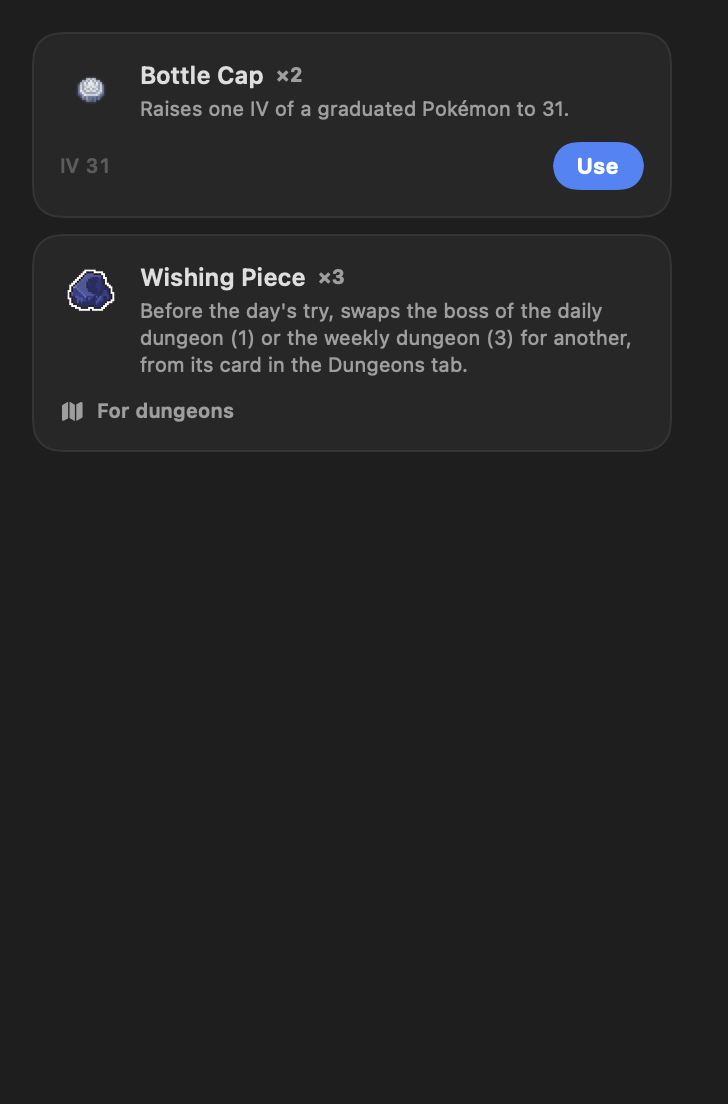 Bottle Cap ×2
Raises one IV of a graduated Pokémon to 31.
IV 31
Use
Wishing Piece ×3
Before the day's try, swaps the boss of the daily
dungeon (1) or the weekly dungeon (3) for another,
from its card in the Dungeons tab.
For dungeons